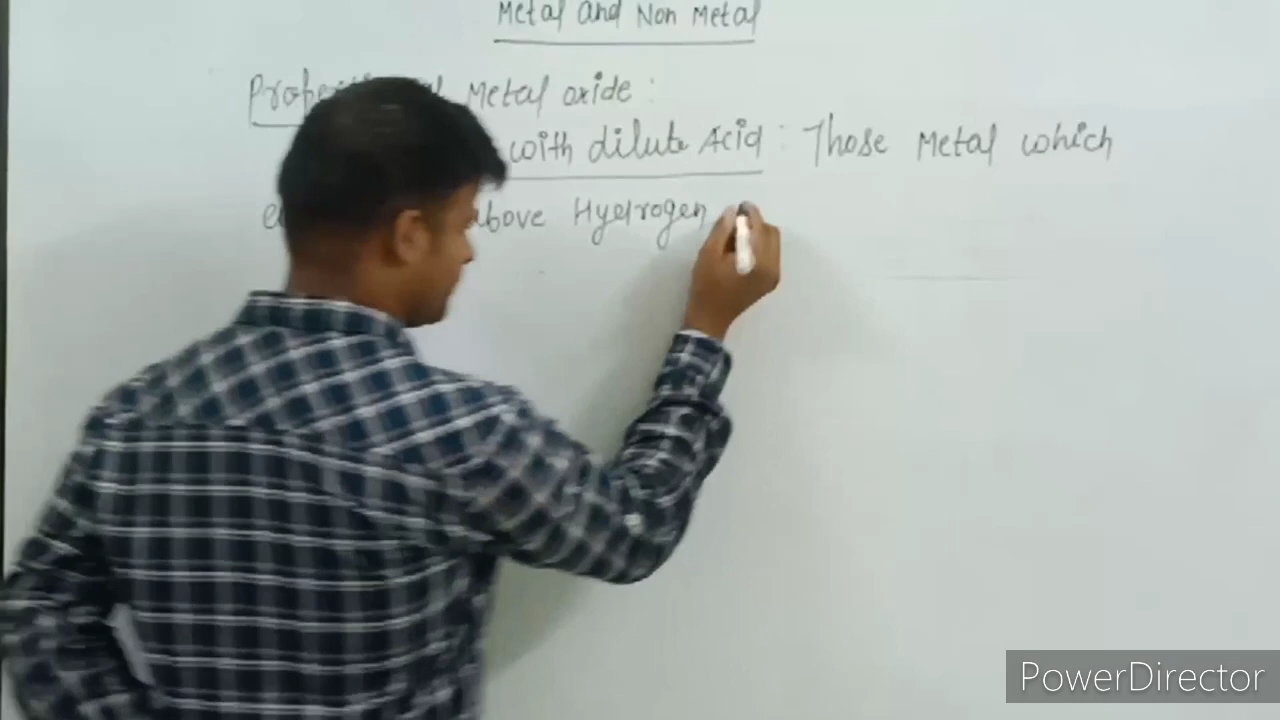 Metal and Non Metal
Metal oxide :
with dilute Acid : Those Metal which
above Hydrogen
PowerDirector